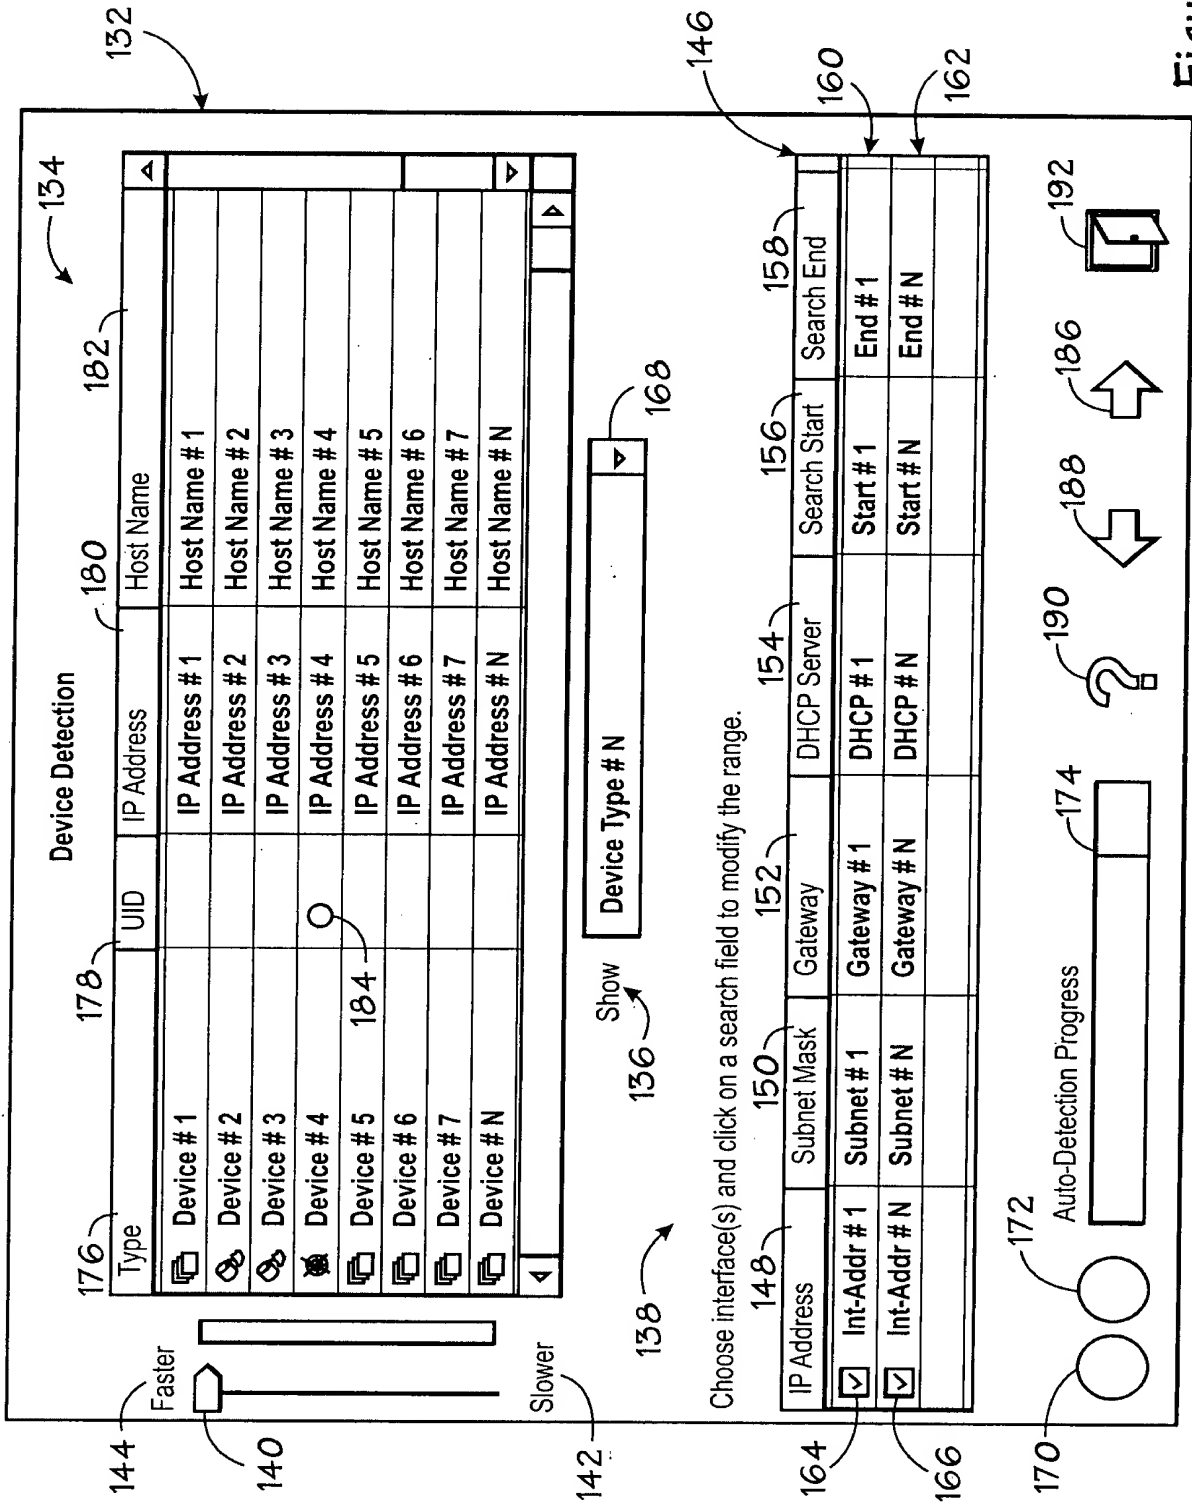 132
134
Device Detection
176
178
180
182
Type UID IP Address Host Name
Device # 1 IP Address # 1 Host Name # 1
Device # 2 IP Address # 2 Host Name # 2
Device # 3 IP Address # 3 Host Name # 3
Device # 4 IP Address # 4 Host Name # 4
Device # 5 IP Address # 5 Host Name # 5
Device # 6 IP Address # 6 Host Name # 6
Device # 7 IP Address # 7 Host Name # 7
Device # N IP Address # N Host Name # N
184
144
Faster
140
Slower
142
Show Device Type # N
136
168
138
146
Choose interface(s) and click on a search field to modify the range.
148
150
152
154
156
158
IP Address Subnet Mask Gateway DHCP Server Search Start Search End
Int-Addr # 1 Subnet # 1 Gateway # 1 DHCP # 1 Start # 1 End # 1
Int-Addr # N Subnet # N Gateway # N DHCP # N Start # N End # N
160
162
164
166
170
172
Auto-Detection Progress
174
190
188
186
192